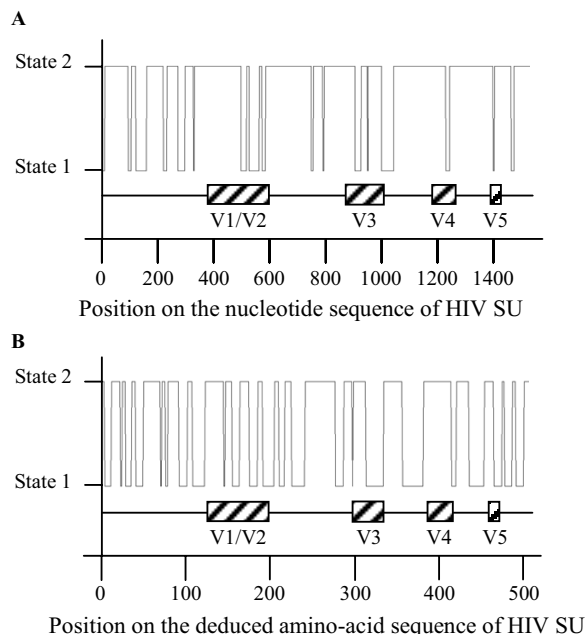 A
State 2
State 1
V1/V2 V3 V4 V5
0 200 400 600 800 1000 1200 1400
Position on the nucleotide sequence of HIV SU
B
State 2
State 1
V1/V2 V3 V4 V5
0 100 200 300 400 500
Position on the deduced amino-acid sequence of HIV SU